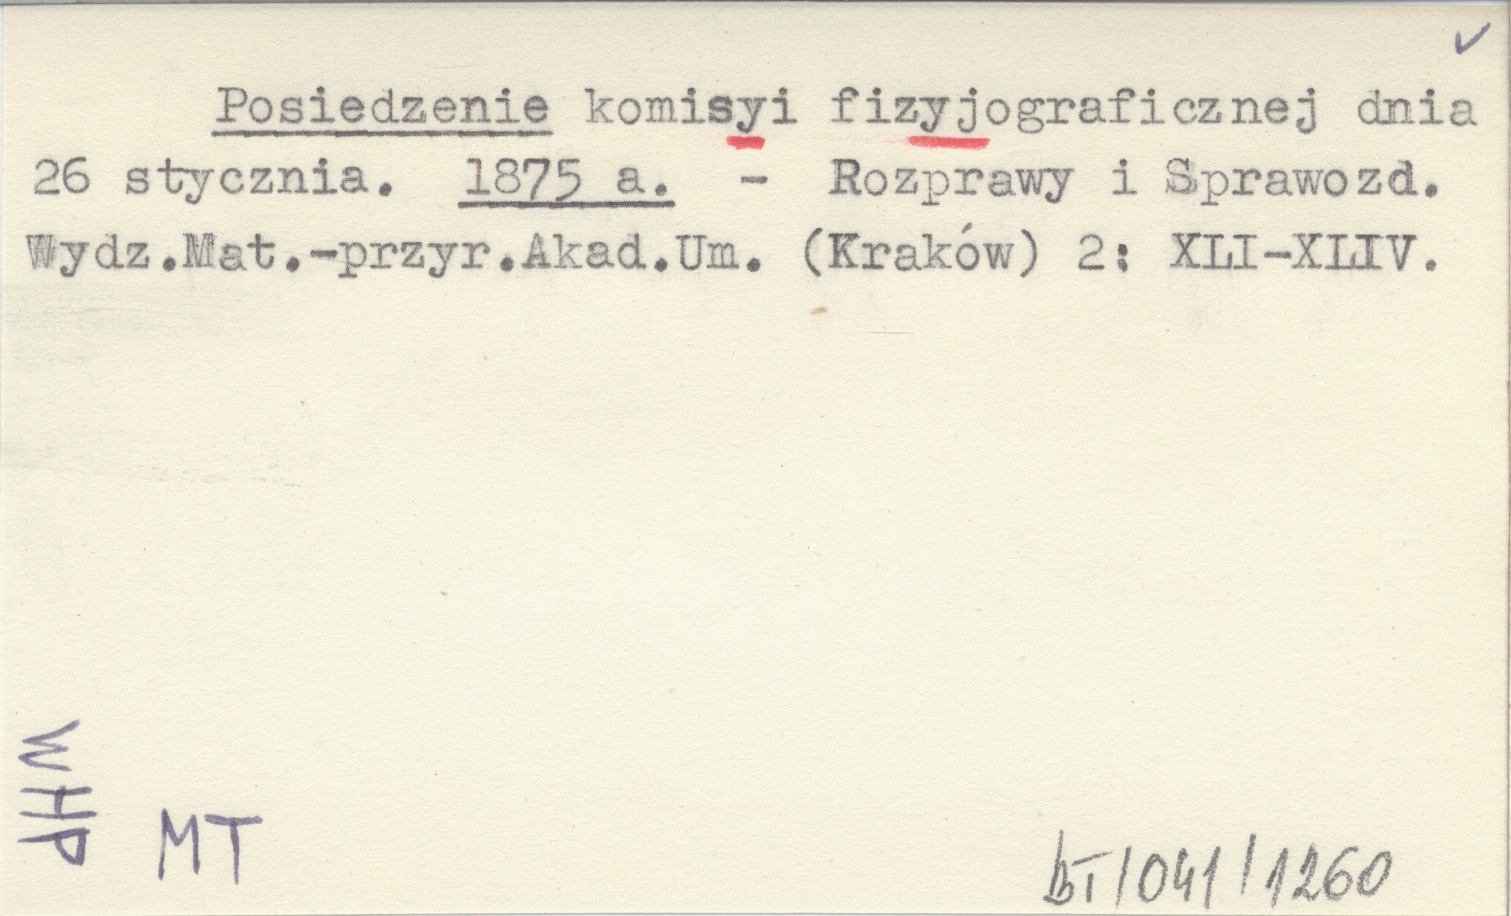 Posiedzenie komisyi fizyjograficznej dnia
26 stycznia. 1875 a. - Rozprawy i Sprawozd.
Wydz.Mat.-przyr.Akad.Um. (Kraków) 2: XLI-XLIV.
WHP
MT
BT/041/1260